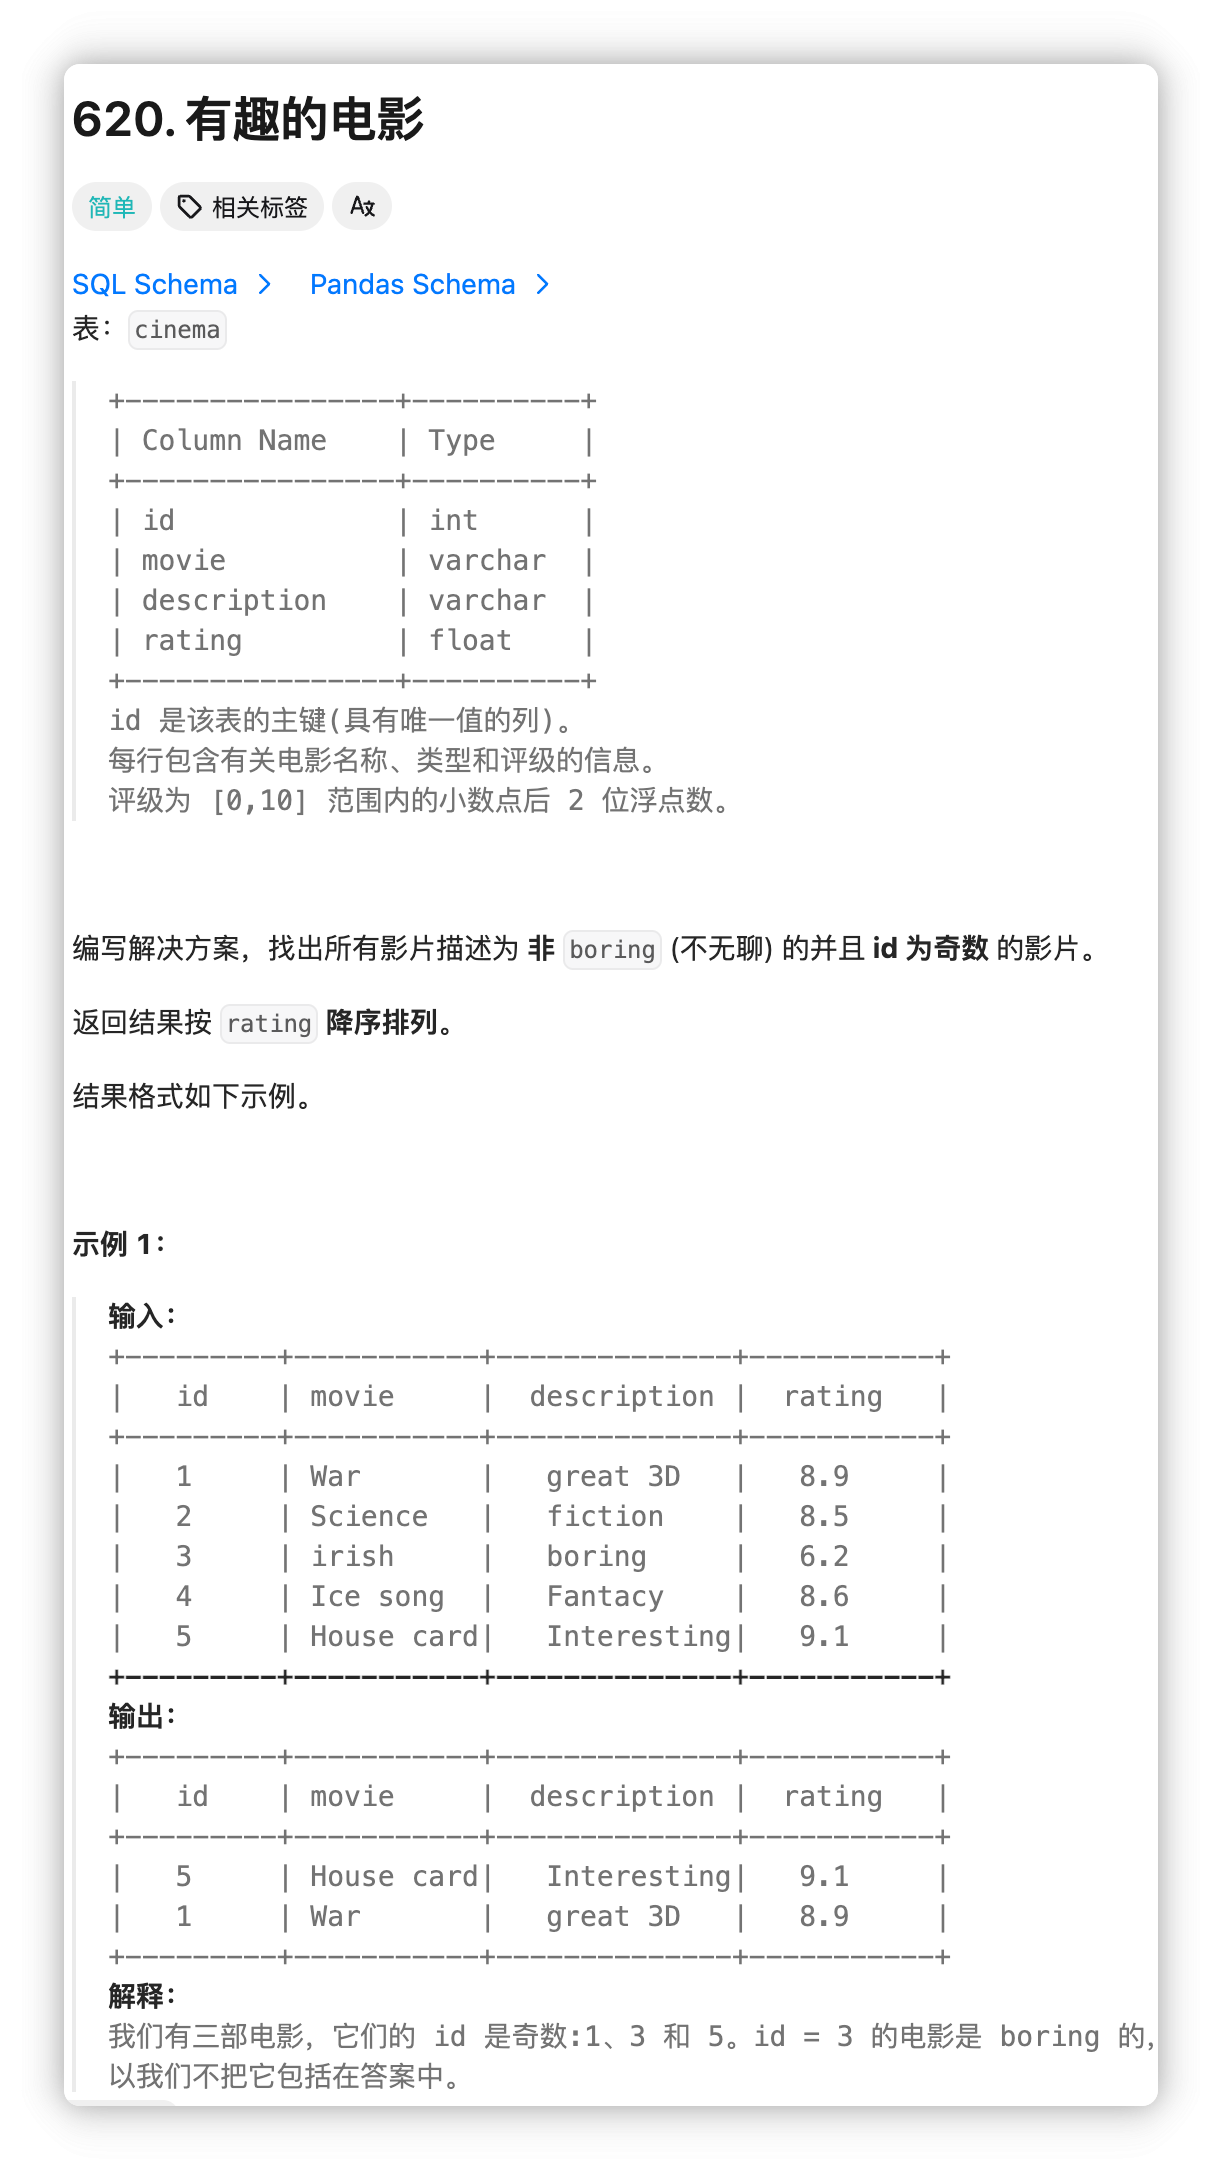 620. 有趣的电影
简单 相关标签
SQL Schema > Pandas Schema >
表： cinema
+----------------+----------+
| Column Name    | Type     |
+----------------+----------+
| id             | int      |
| movie          | varchar  |
| description    | varchar  |
| rating         | float    |
+----------------+----------+
id 是该表的主键(具有唯一值的列)。
每行包含有关电影名称、类型和评级的信息。
评级为 [0,10] 范围内的小数点后 2 位浮点数。
编写解决方案，找出所有影片描述为 非 boring (不无聊) 的并且 id 为奇数 的影片。
返回结果按 rating 降序排列。
结果格式如下示例。
示例 1：
输入：
+---------+-----------+--------------+-----------+
|   id    | movie     |  description |  rating   |
+---------+-----------+--------------+-----------+
|   1     | War       |   great 3D   |   8.9     |
|   2     | Science   |   fiction    |   8.5     |
|   3     | irish     |   boring     |   6.2     |
|   4     | Ice song  |   Fantacy    |   8.6     |
|   5     | House card|   Interesting|   9.1     |
+---------+-----------+--------------+-----------+
输出：
+---------+-----------+--------------+-----------+
|   id    | movie     |  description |  rating   |
+---------+-----------+--------------+-----------+
|   5     | House card|   Interesting|   9.1     |
|   1     | War       |   great 3D   |   8.9     |
+---------+-----------+--------------+-----------+
解释：
我们有三部电影，它们的 id 是奇数:1、3 和 5。id = 3 的电影是 boring 的，
以我们不把它包括在答案中。